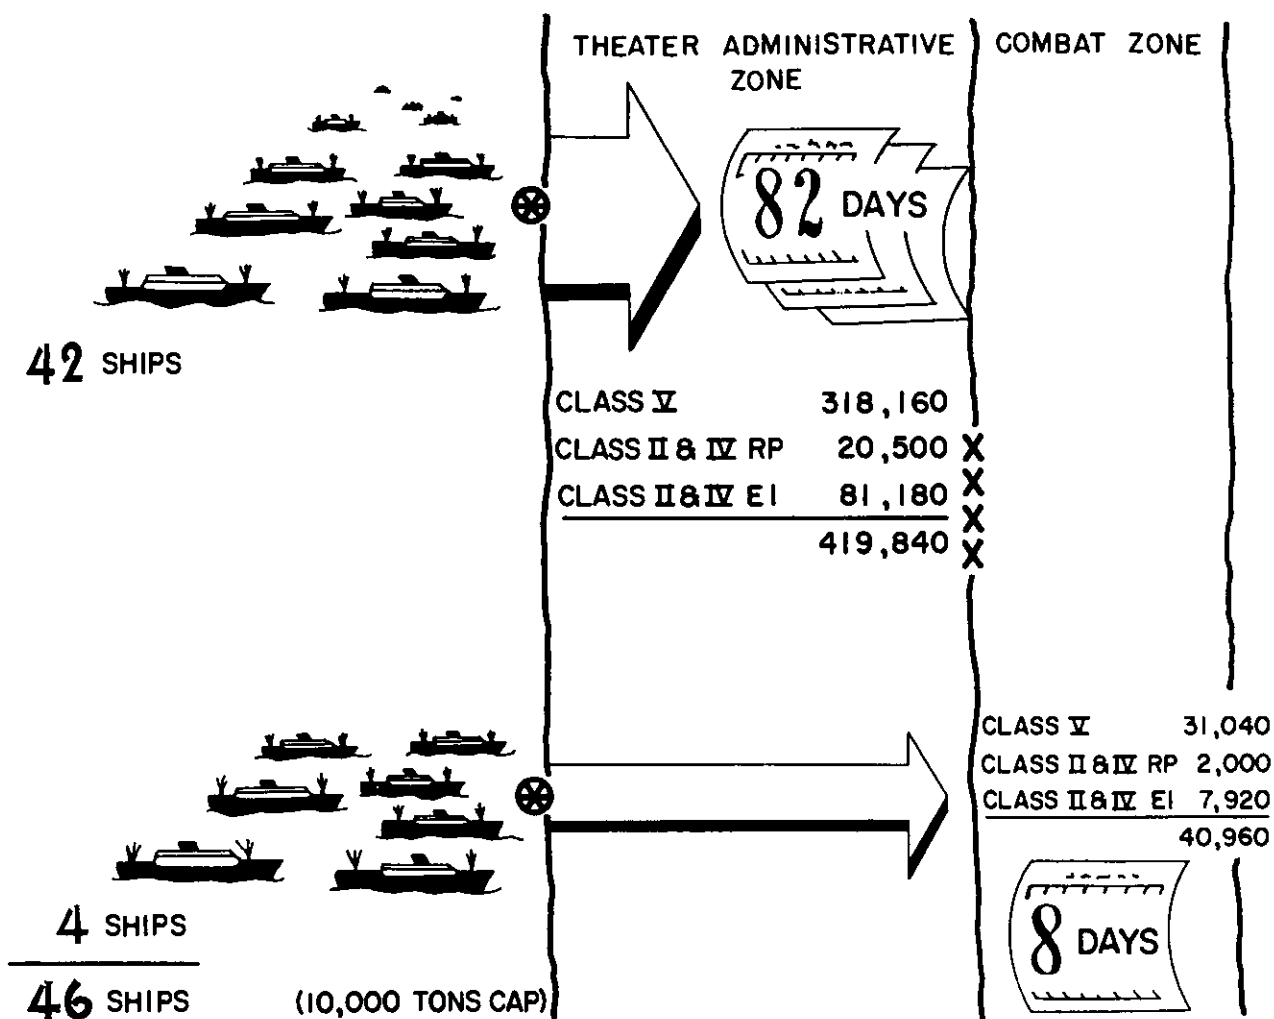 THEATER ADMINISTRATIVE
ZONE
COMBAT ZONE
82 DAYS
42 SHIPS
CLASS V 318,160
CLASS II & IV RP 20,500
CLASS II & IV EI 81,180
419,840
X
X
X
X
CLASS V 31,040
CLASS II & IV RP 2,000
CLASS II & IV EI 7,920
40,960
8 DAYS
4 SHIPS
46 SHIPS (10,000 TONS CAP)